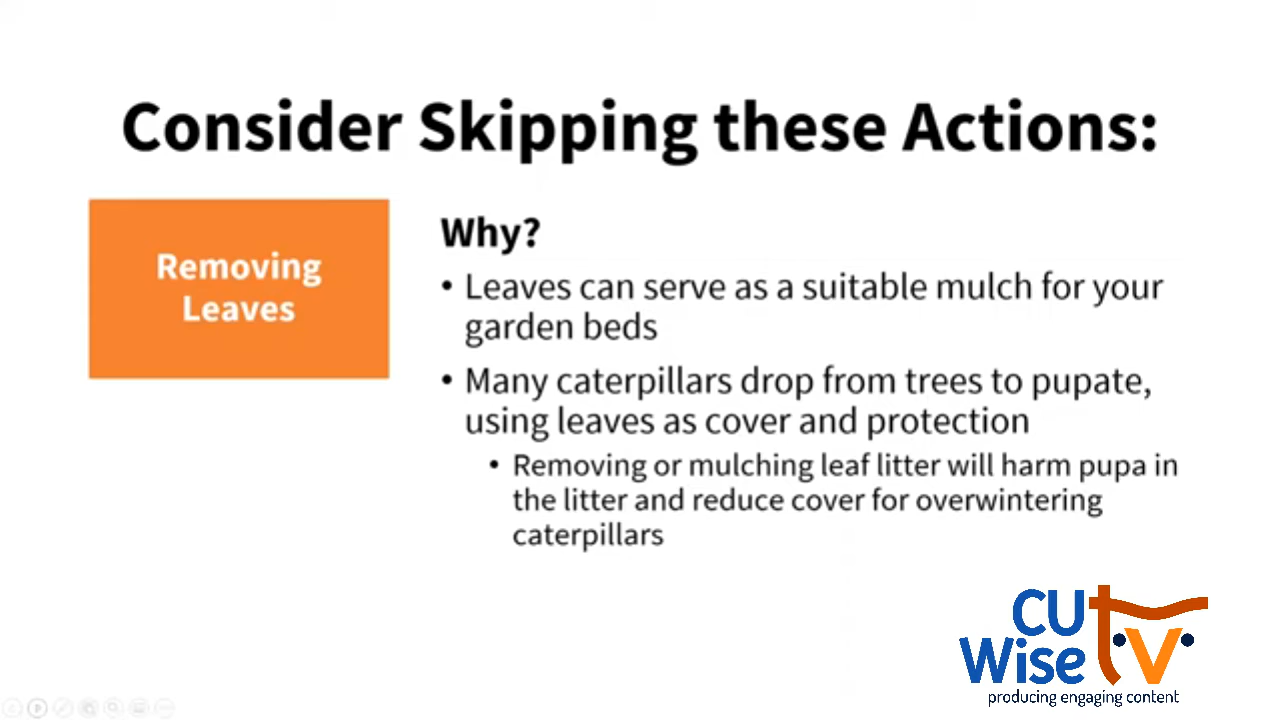 Consider Skipping these Actions:
Removing
Leaves
Why?
• Leaves can serve as a suitable mulch for your
garden beds
• Many caterpillars drop from trees to pupate,
using leaves as cover and protection
• Removing or mulching leaf litter will harm pupa in
the litter and reduce cover for overwintering
caterpillars
CU
Wise tv
producing engaging content